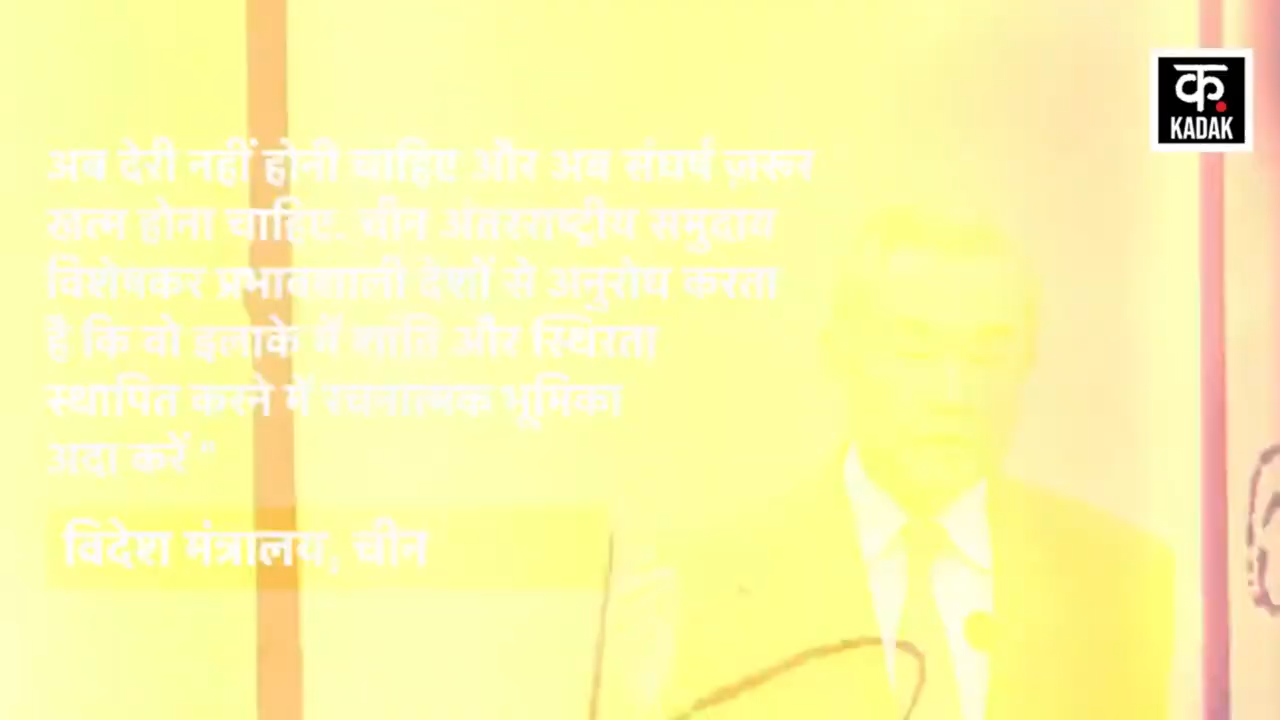 क.
KADAK
अब देरी नहीं होनी चाहिए और अब संघर्ष ज़रूर
खत्म होना चाहिए. चीन अंतरराष्ट्रीय समुदाय
विशेषकर प्रभावशाली देशों से अनुरोध करता
है कि वो इलाके में शांति और स्थिरता
स्थापित करने में रचनात्मक भूमिका
अदा करें "
विदेश मंत्रालय, चीन